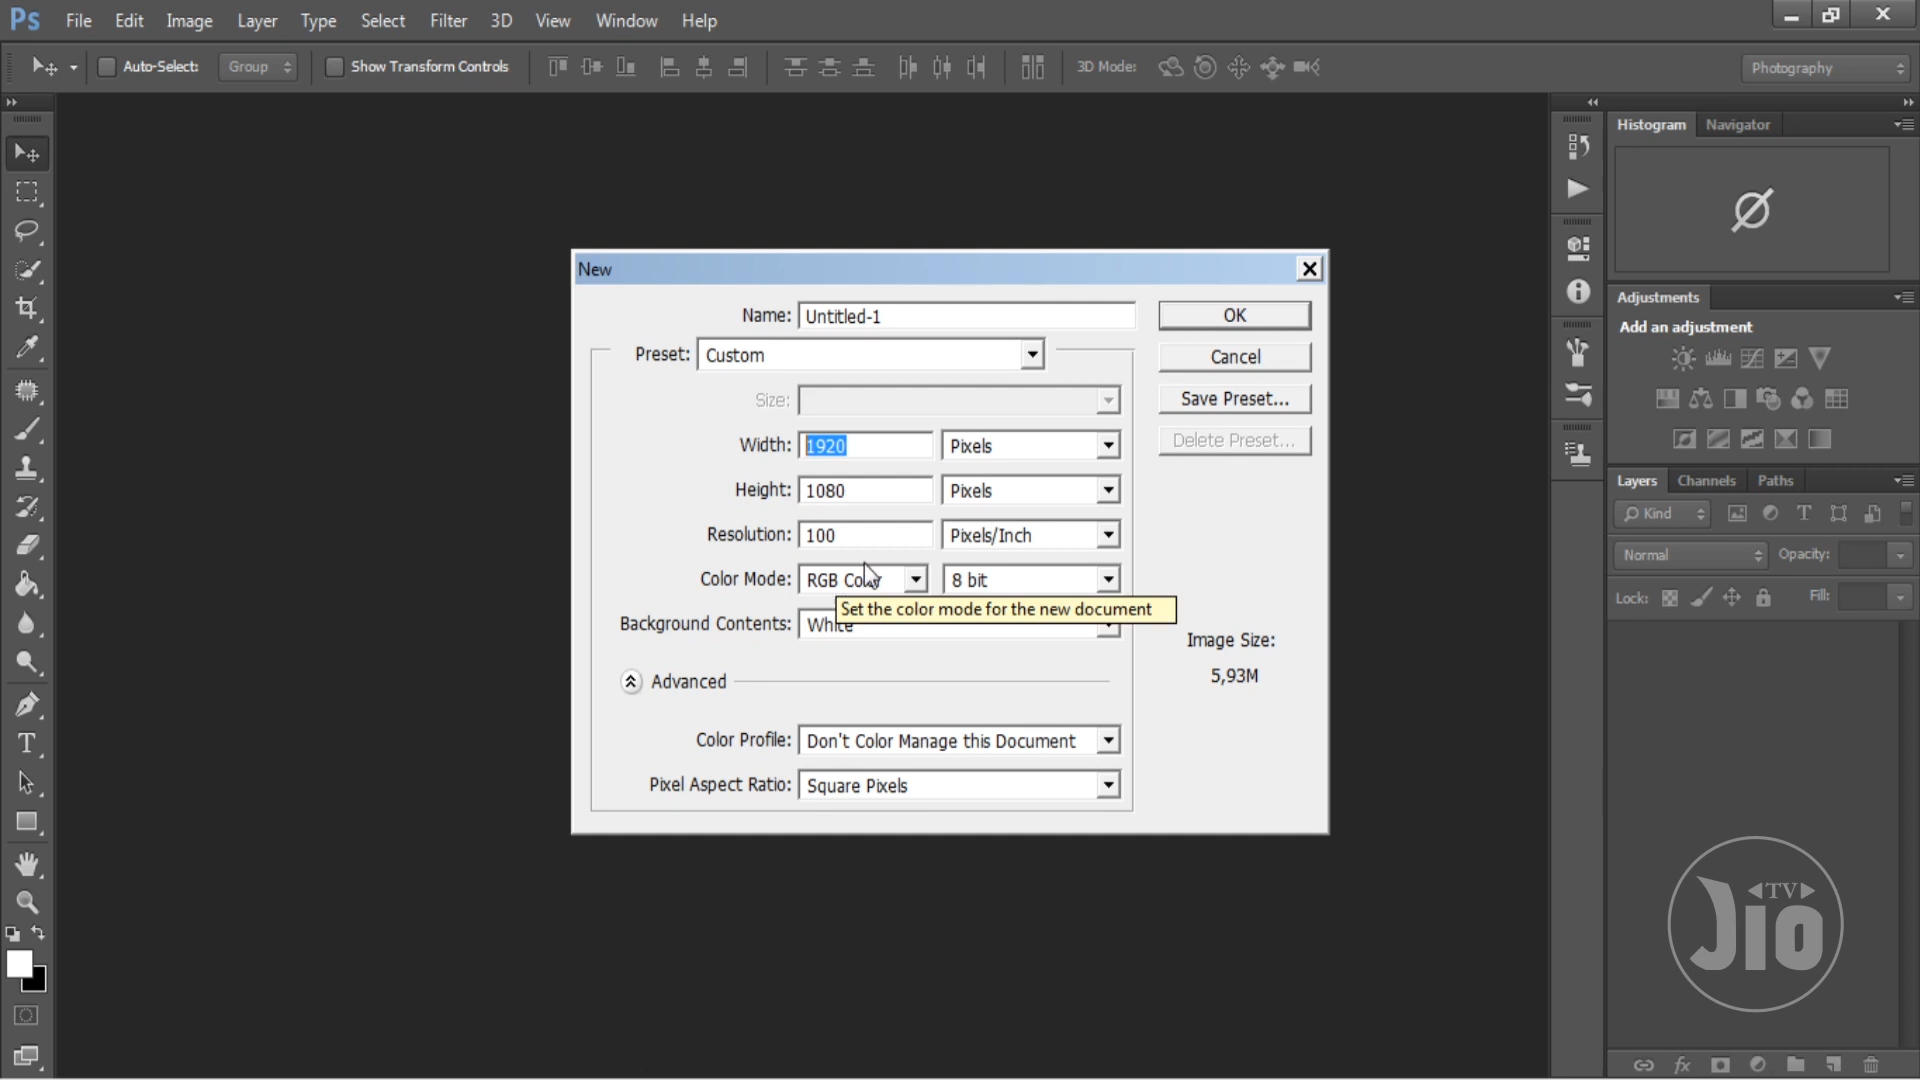 Ps File Edit Image Layer Type Select Filter 3D View Window Help
Auto-Select: Group Show Transform Controls 3D Mode: Photography
Histogram Navigator
New
Name: Untitled-1 OK
Preset: Custom Cancel
Size: Save Preset...
Width: 1920 Pixels Delete Preset...
Height: 1080 Pixels
Resolution: 100 Pixels/Inch
Color Mode: RGB Color 8 bit
Set the color mode for the new document
Background Contents: White
Image Size:
5,93M
Advanced
Color Profile: Don't Color Manage this Document
Pixel Aspect Ratio: Square Pixels
Adjustments
Add an adjustment
Layers Channels Paths
Kind
Normal Opacity:
Lock: Fill:
TV
JIO